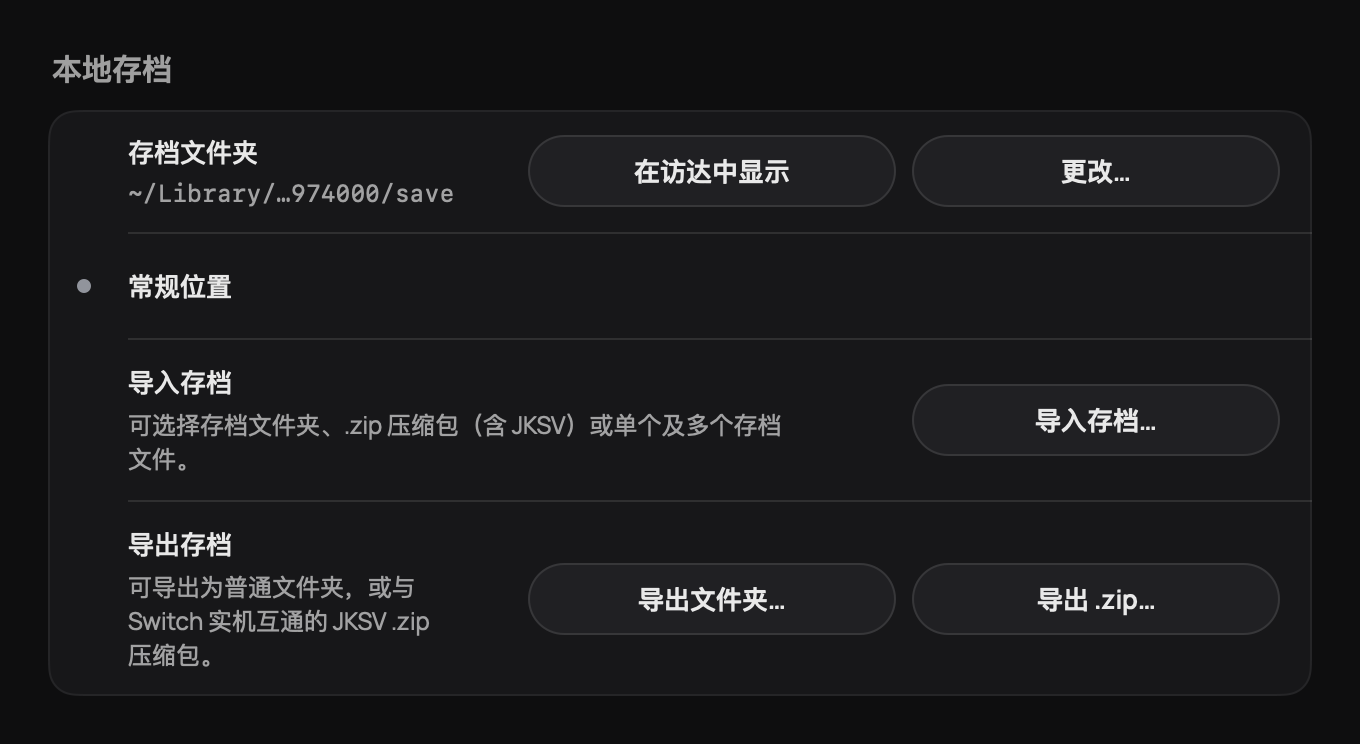 本地存档
存档文件夹
~/Library/…974000/save
在访达中显示
更改…
常规位置
导入存档
可选择存档文件夹、.zip 压缩包（含 JKSV）或单个及多个存档
文件。
导入存档…
导出存档
可导出为普通文件夹，或与
Switch 实机互通的 JKSV .zip
压缩包。
导出文件夹…
导出 .zip…